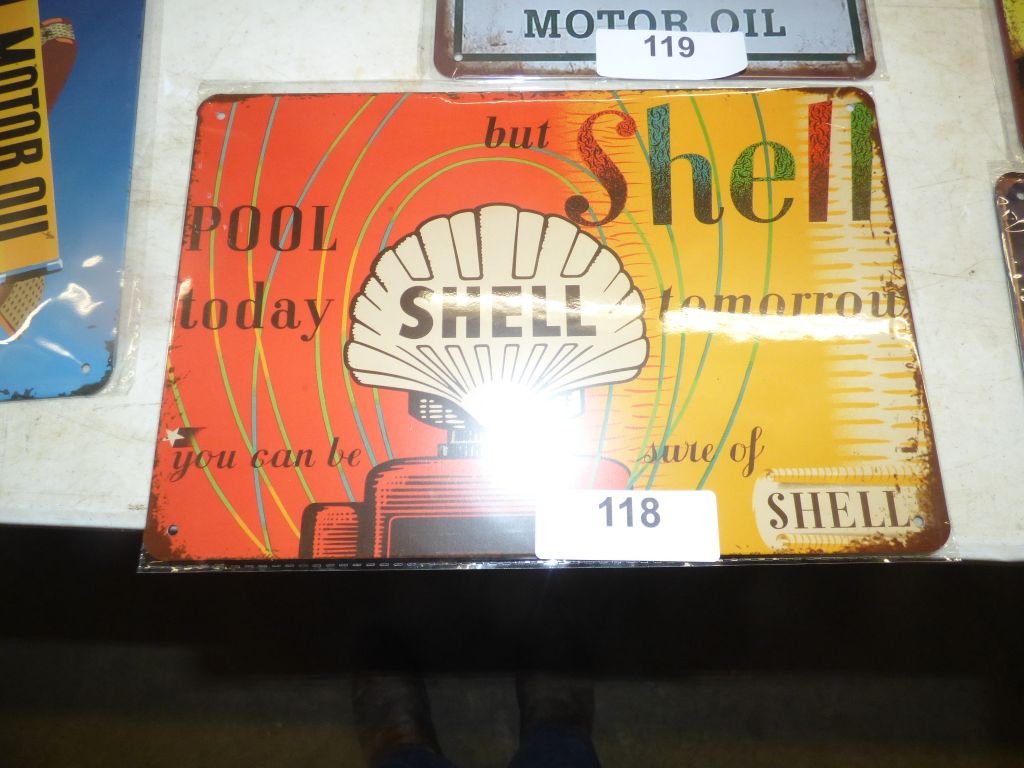 MOTOR OIL
119
MOTOR OIL
but Shell
POOL
today
tomorrow
SHELL
you can be
sure of
SHELL
118